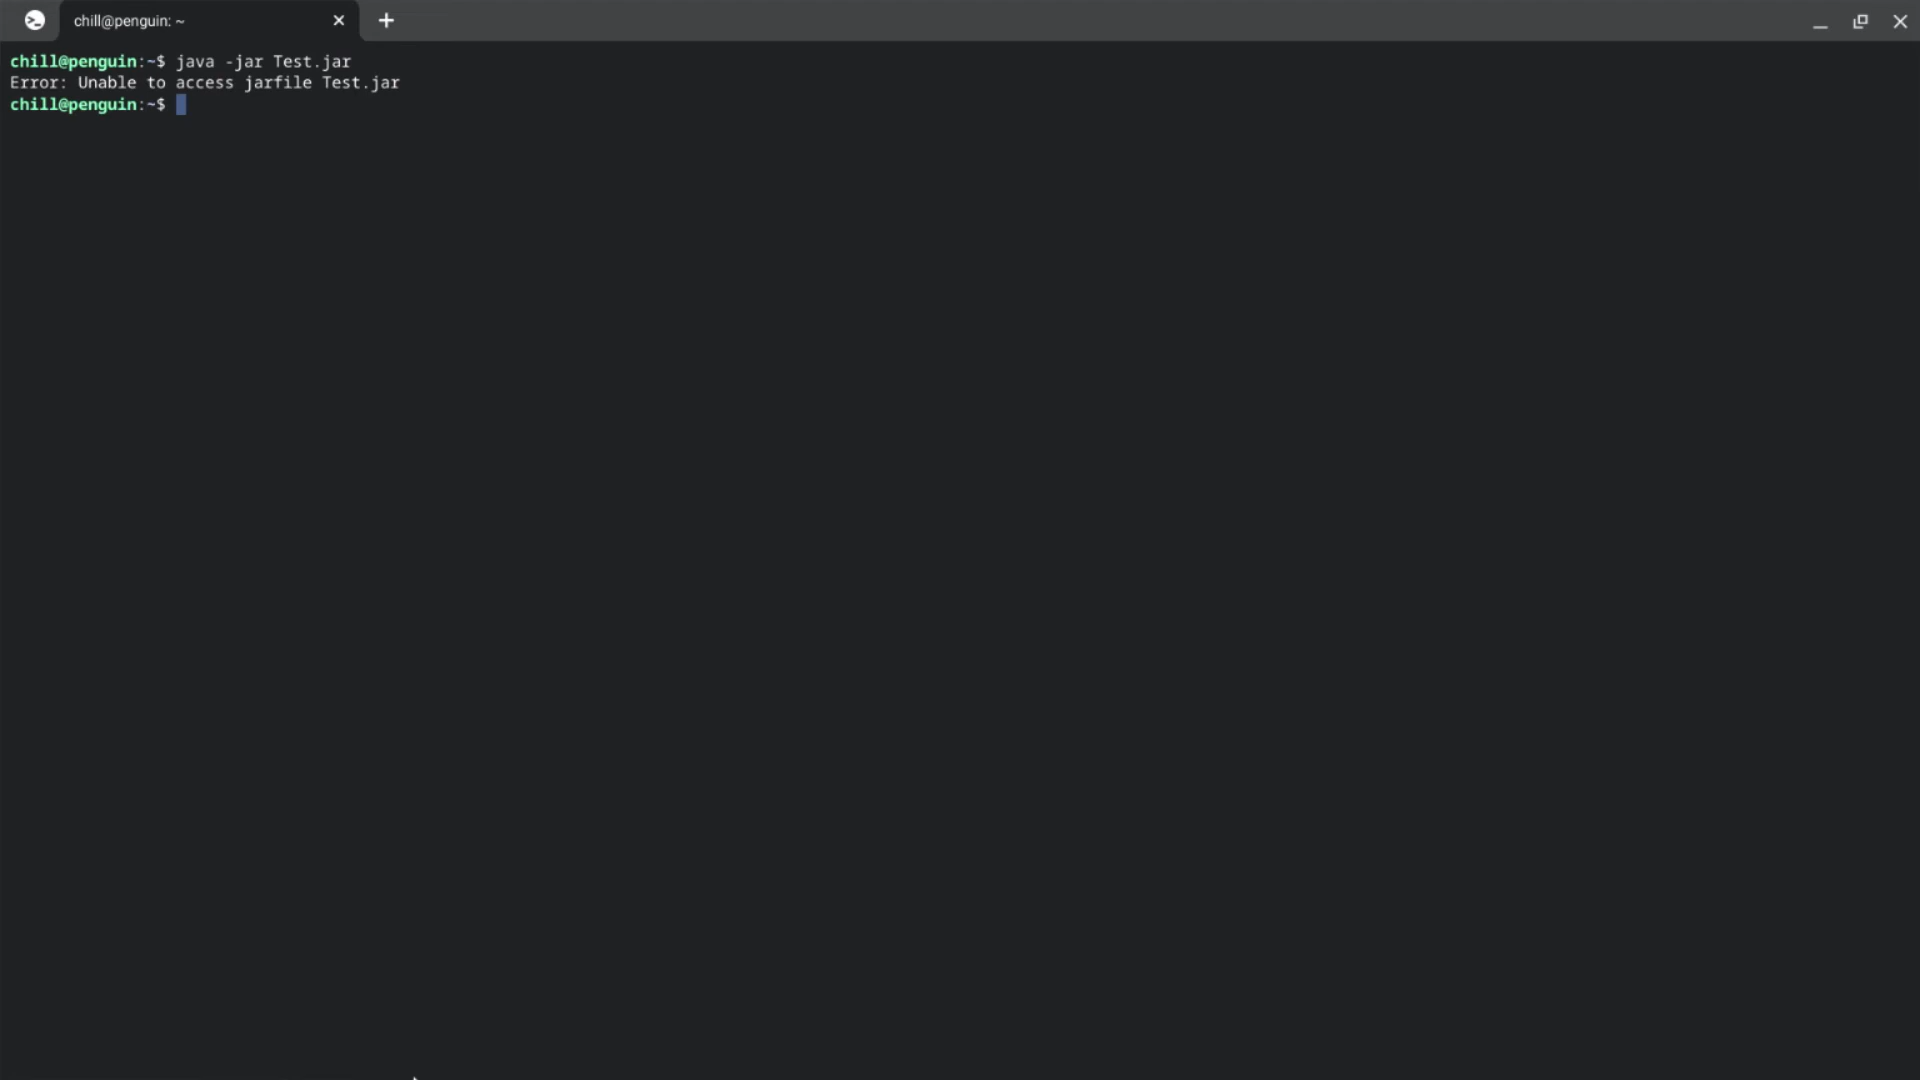 chill@penguin: ~
chill@penguin:~$ java -jar Test.jar
Error: Unable to access jarfile Test.jar
chill@penguin:~$